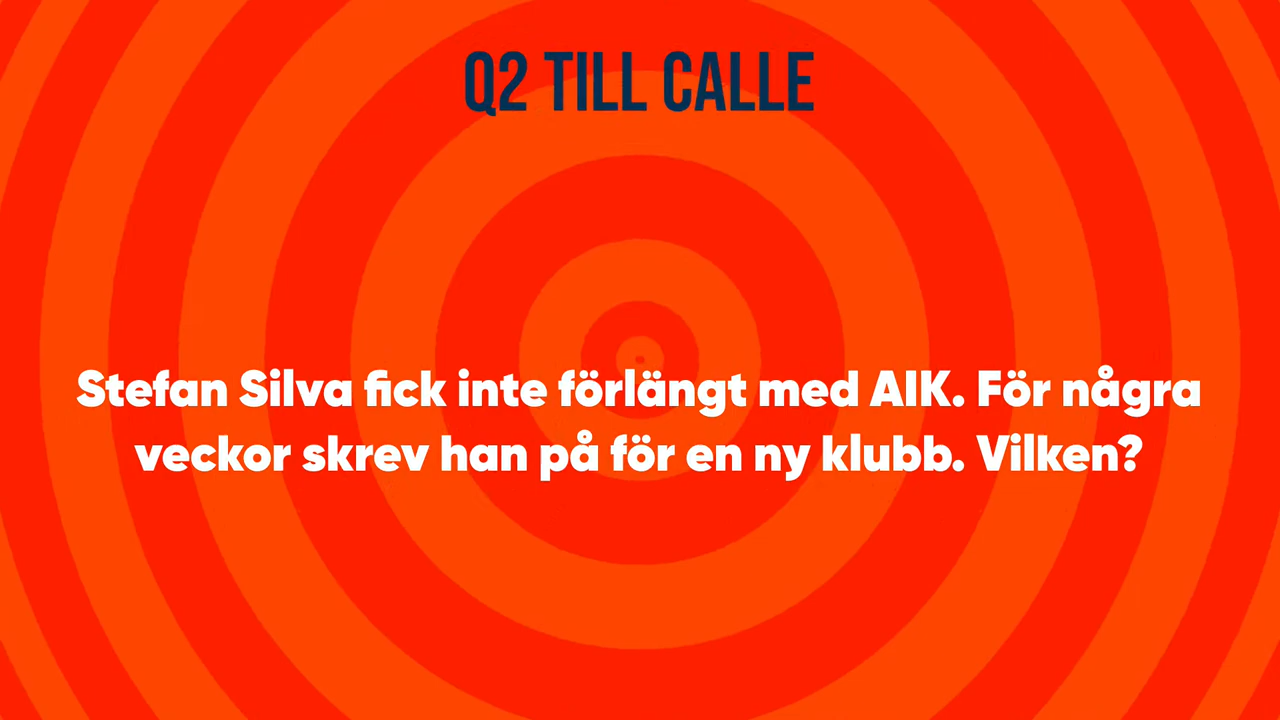 Q2 TILL CALLE
Stefan Silva fick inte förlängt med AIK. För några
veckor skrev han på för en ny klubb. Vilken?